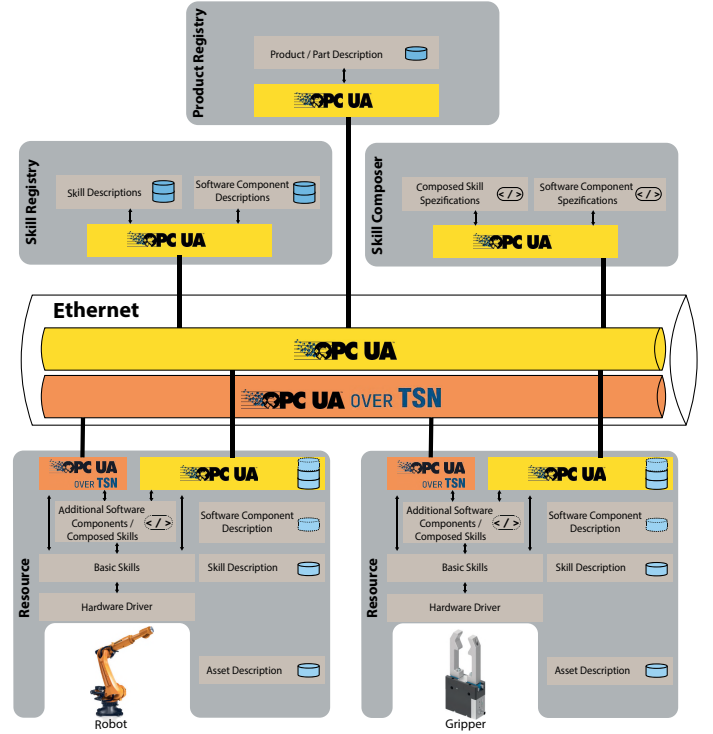 Product Registry
Product / Part Description
OPC UA
Skill Registry
Skill Descriptions
Software Component
Descriptions
OPC UA
Skill Composer
Composed Skill
Spezifications
< / >
Software Component
Spezifications
< / >
OPC UA
Ethernet
OPC UA
OPC UA OVER TSN
Resource
OPC UA
OVER TSN
OPC UA
Additional Software
Components /
Composed Skills
< / >
Software Component
Description
Basic Skills
Skill Description
Hardware Driver
Asset Description
Robot
Resource
OPC UA
OVER TSN
OPC UA
Additional Software
Components /
Composed Skills
< / >
Software Component
Description
Basic Skills
Skill Description
Hardware Driver
Asset Description
Gripper